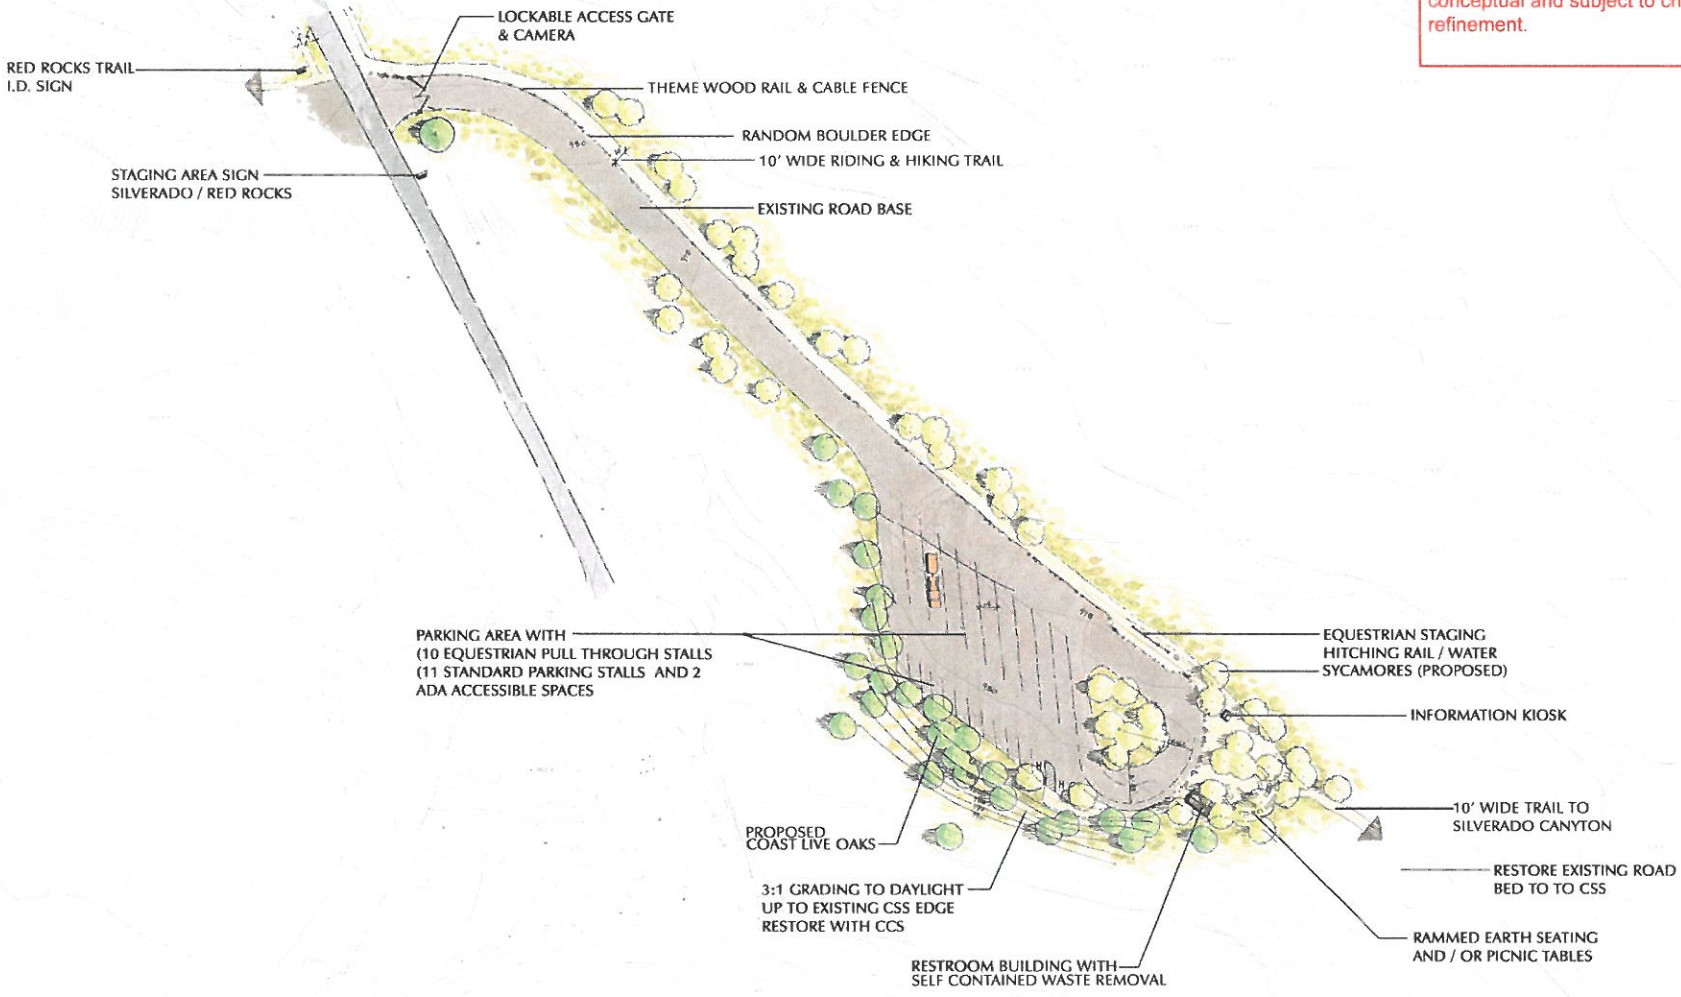 conceptual and subject to
refinement.
LOCKABLE ACCESS GATE
& CAMERA
RED ROCKS TRAIL
I.D. SIGN
THEME WOOD RAIL & CABLE FENCE
RANDOM BOULDER EDGE
10' WIDE RIDING & HIKING TRAIL
STAGING AREA SIGN
SILVERADO / RED ROCKS
EXISTING ROAD BASE
PARKING AREA WITH
(10 EQUESTRIAN PULL THROUGH STALLS
(11 STANDARD PARKING STALLS AND 2
ADA ACCESSIBLE SPACES
EQUESTRIAN STAGING
HITCHING RAIL / WATER
SYCAMORES (PROPOSED)
INFORMATION KIOSK
10' WIDE TRAIL TO
SILVERADO CANYTON
PROPOSED
COAST LIVE OAKS
RESTORE EXISTING ROAD
BED TO TO CSS
3:1 GRADING TO DAYLIGHT
UP TO EXISTING CSS EDGE
RESTORE WITH CCS
RAMMED EARTH SEATING
AND / OR PICNIC TABLES
RESTROOM BUILDING WITH
SELF CONTAINED WASTE REMOVAL